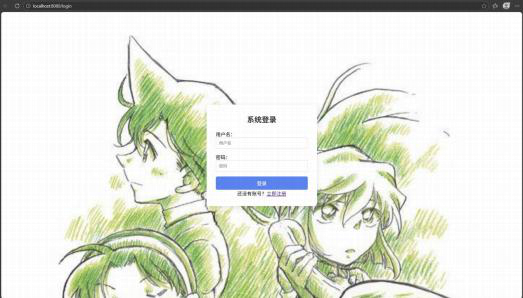 localhost:8080/login
系统登录
用户名：
用户名
密码：
密码
登录
还没有账号？立即注册